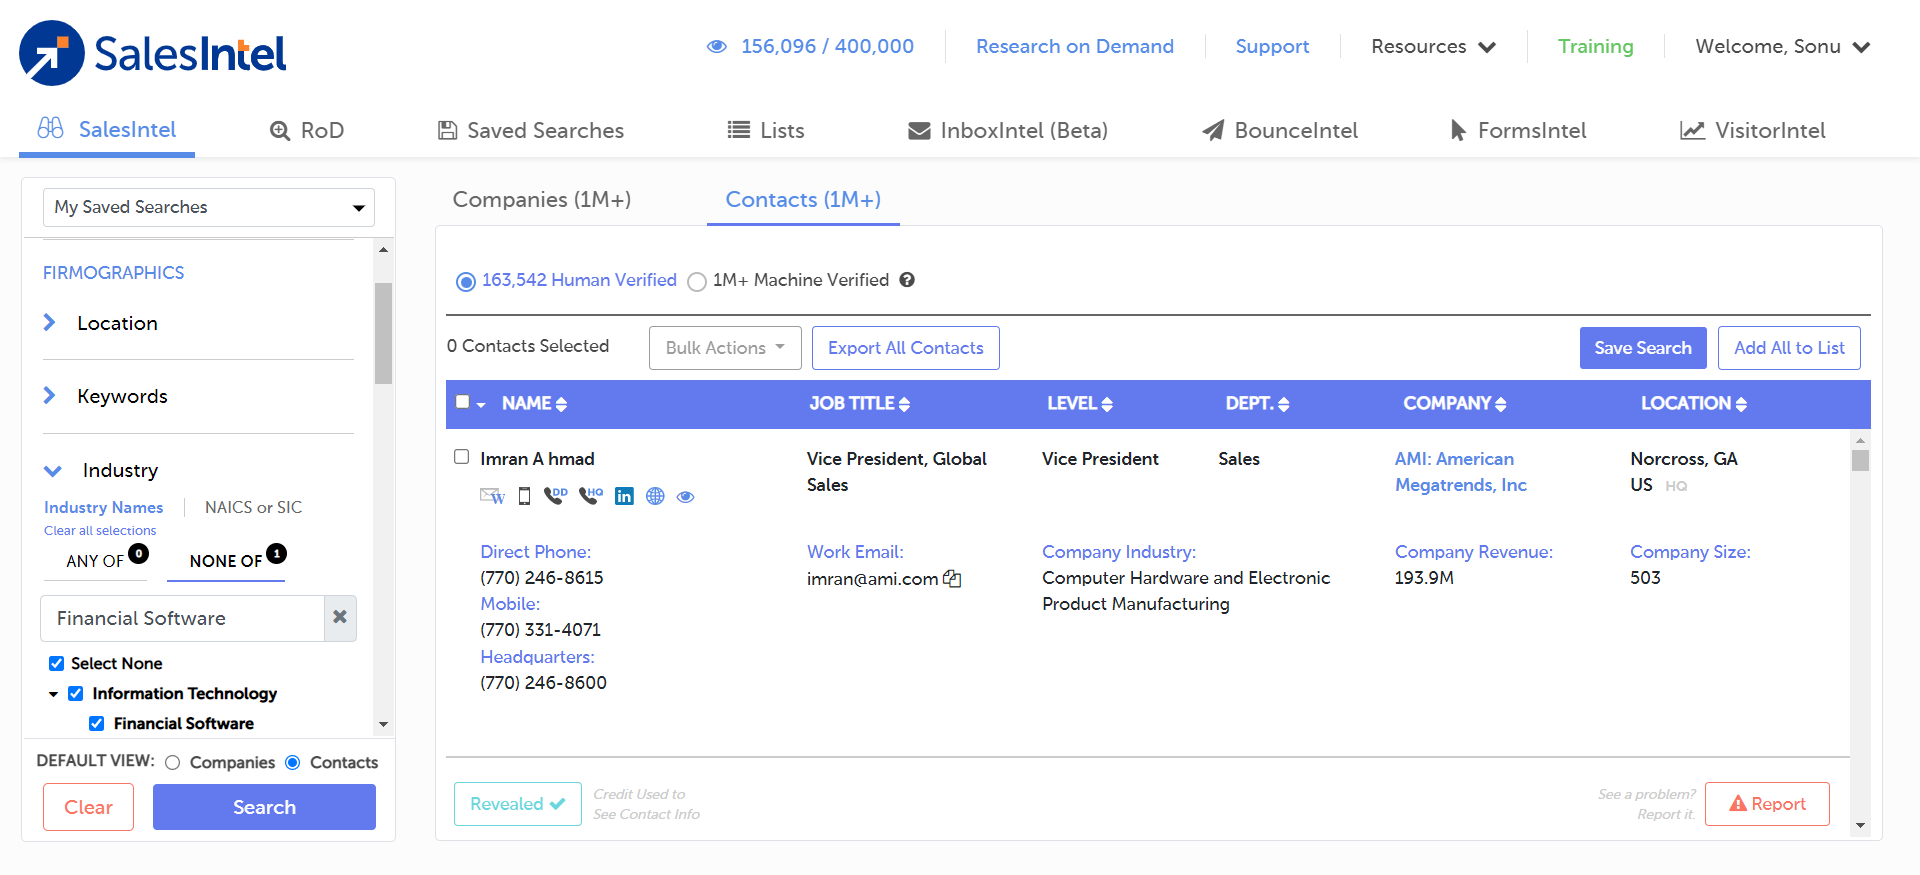 SalesIntel
156,096 / 400,000
Research on Demand
Support
Resources
Training
Welcome, Sonu
SalesIntel
RoD
Saved Searches
Lists
InboxIntel (Beta)
BounceIntel
FormsIntel
VisitorIntel
My Saved Searches
FIRMOGRAPHICS
Location
Keywords
Industry
Industry Names
NAICS or SIC
Clear all selections
ANY OF 0
NONE OF 1
Financial Software
Select None
Information Technology
Financial Software
DEFAULT VIEW: Companies Contacts
Clear
Search
Companies (1M+)
Contacts (1M+)
163,542 Human Verified
1M+ Machine Verified
0 Contacts Selected
Bulk Actions
Export All Contacts
Save Search
Add All to List
NAME
JOB TITLE
LEVEL
DEPT.
COMPANY
LOCATION
Imran A hmad
W
DD
HQ
in
Vice President, Global
Sales
Vice President
Sales
AMI: American
Megatrends, Inc
Norcross, GA
US HQ
Direct Phone:
(770) 246-8615
Mobile:
(770) 331-4071
Headquarters:
(770) 246-8600
Work Email:
imran@ami.com
Company Industry:
Computer Hardware and Electronic
Product Manufacturing
Company Revenue:
193.9M
Company Size:
503
Revealed
Credit Used to
See Contact Info
See a problem?
Report it.
Report